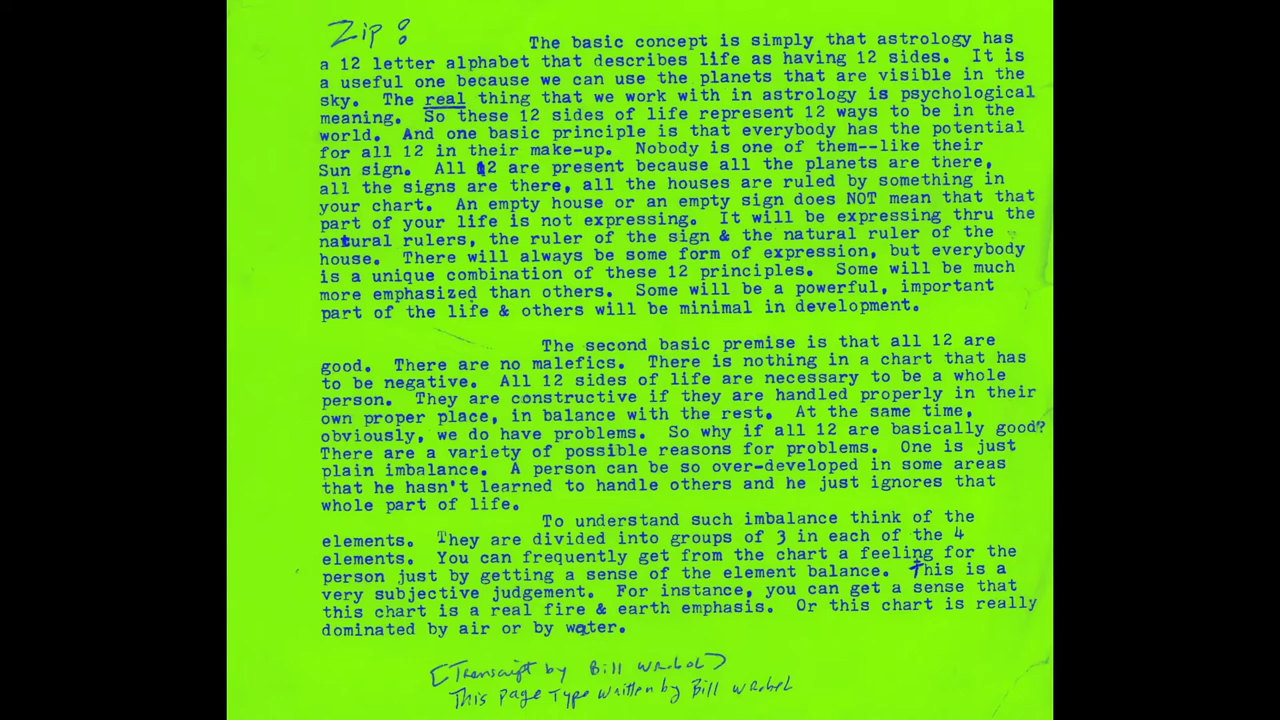 Zip:
The basic concept is simply that astrology has
a 12 letter alphabet that describes life as having 12 sides. It is
a useful one because we can use the planets that are visible in the
sky. The real thing that we work with in astrology is psychological
meaning. So these 12 sides of life represent 12 ways to be in the
world. And one basic principle is that everybody has the potential
for all 12 in their make-up. Nobody is one of them--like their
Sun sign. All 12 are present because all the planets are there,
all the signs are there, all the houses are ruled by something in
your chart. An empty house or an empty sign does NOT mean that that
part of your life is not expressing. It will be expressing thru the
natural rulers, the ruler of the sign & the natural ruler of the
house. There will always be some form of expression, but everybody
is a unique combination of these 12 principles. Some will be much
more emphasized than others. Some will be a powerful, important
part of the life & others will be minimal in development.
The second basic premise is that all 12 are
good. There are no malefics. There is nothing in a chart that has
to be negative. All 12 sides of life are necessary to be a whole
person. They are constructive if they are handled properly in their
own proper place, in balance with the rest. At the same time,
obviously, we do have problems. So why if all 12 are basically good?
There are a variety of possible reasons for problems. One is just
plain imbalance. A person can be so over-developed in some areas
that he hasn't learned to handle others and he just ignores that
whole part of life.
To understand such imbalance think of the
elements. They are divided into groups of 3 in each of the 4
elements. You can frequently get from the chart a feeling for the
person just by getting a sense of the element balance. This is a
very subjective judgement. For instance, you can get a sense that
this chart is a real fire & earth emphasis. Or this chart is really
dominated by air or by water.
[Transcript by Bill Wrobel]
This page type written by Bill Wrobel